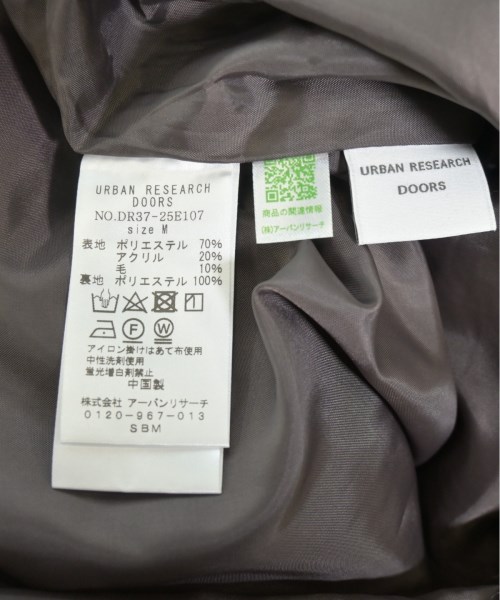 URBAN RESEARCH
DOORS
NO.DR37-25E107
size M
表地 ポリエステル 70%
アクリル 20%
毛 10%
裏地 ポリエステル 100%
アイロン掛けはあて布使用
中性洗剤使用
蛍光増白剤禁止
中国製
株式会社 アーバンリサーチ
0120-967-013
SBM
商品の関連情報
(株)アーバンリサーチ
URBAN RESEARCH
DOORS